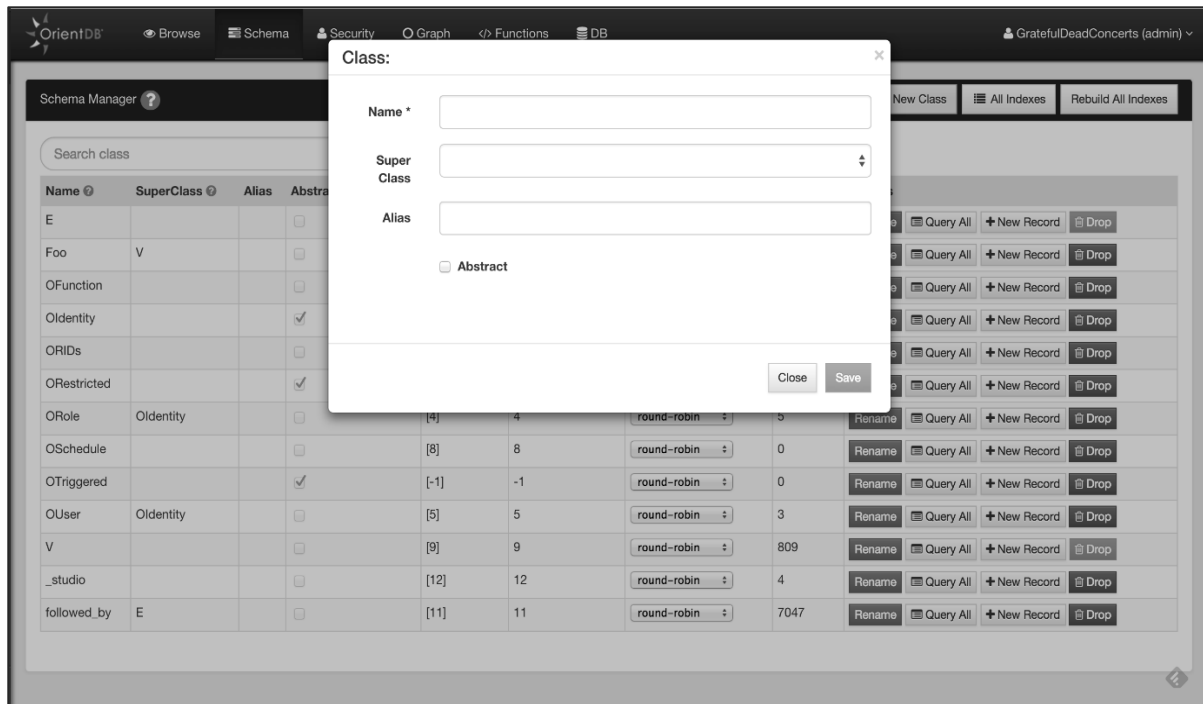 OrientDB Browse Schema Security Graph </> Functions DB GratefulDeadConcerts (admin)
Class: ×
Schema Manager ? New Class All Indexes Rebuild All Indexes
Name *
Search class
Super Class
Name SuperClass Alias
Alias
E Query All +New Record Drop
Foo V Query All +New Record Drop
Abstract
OFunction Query All +New Record Drop
OIdentity Query All +New Record Drop
ORIDs Query All +New Record Drop
ORestricted Query All +New Record Drop
Close Save
ORole OIdentity [4] 4 round-robin 5 Rename Query All +New Record Drop
OSchedule [8] 8 round-robin 0 Rename Query All +New Record Drop
OTriggered [-1] -1 round-robin 0 Rename Query All +New Record Drop
OUser OIdentity [5] 5 round-robin 3 Rename Query All +New Record Drop
V [9] 9 round-robin 809 Rename Query All +New Record Drop
_studio [12] 12 round-robin 4 Rename Query All +New Record Drop
followed_by E [11] 11 round-robin 7047 Rename Query All +New Record Drop